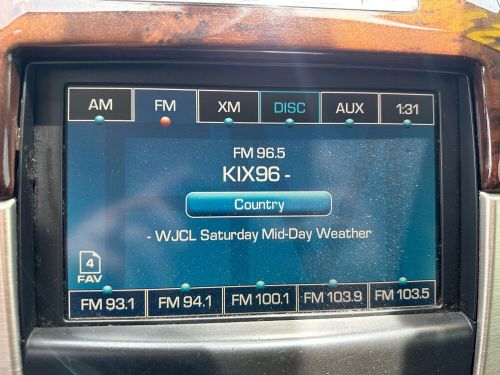 AM FM XM DISC AUX 1:31
FM 96.5
KIX96 -
Country
- WJCL Saturday Mid-Day Weather
4
FAV
FM 93.1 FM 94.1 FM 100.1 FM 103.9 FM 103.5